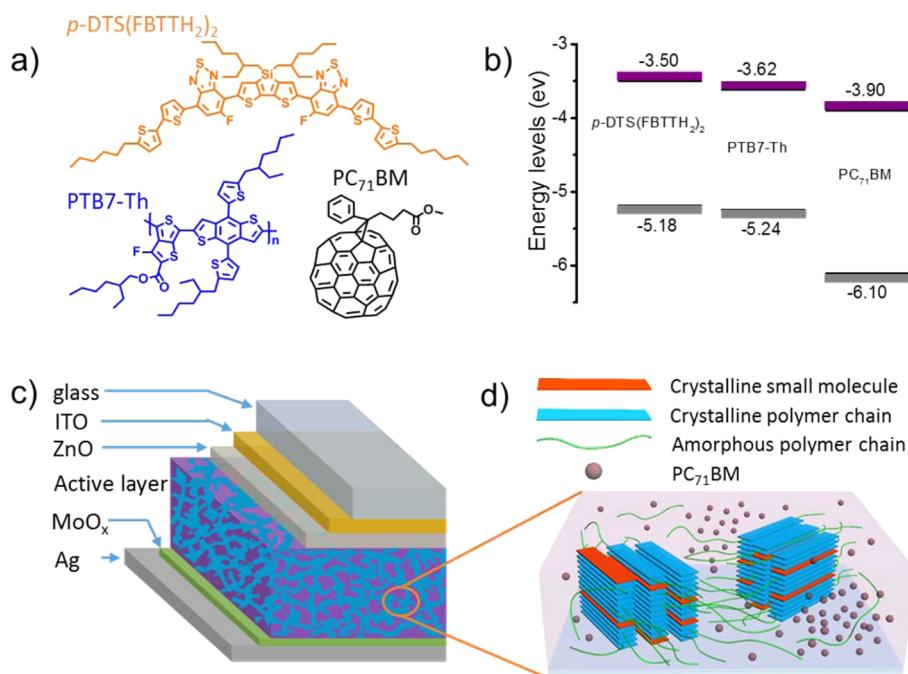 a)
p-DTS(FBTTH₂)₂
S
N N
Si
N S N
S S S S S S
F F
PTB7-Th
S S S
F S S
O O
S
n
PC₇₁BM
O
O
b)
Energy levels (ev)
-3
-4
-5
-6
-3.50
-3.62
-3.90
p-DTS(FBTTH₂)₂
PTB7-Th
PC₇₁BM
-5.18
-5.24
-6.10
c)
glass
ITO
ZnO
Active layer
MoOₓ
Ag
d)
Crystalline small molecule
Crystalline polymer chain
Amorphous polymer chain
PC₇₁BM